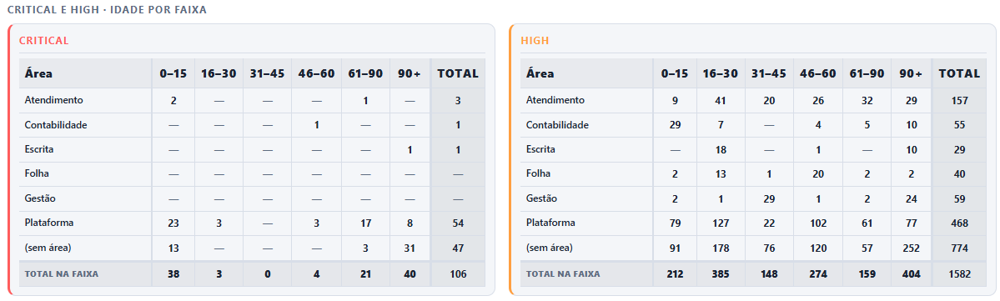 CRITICAL E HIGH · IDADE POR FAIXA
CRITICAL
Área 0–15 16–30 31–45 46–60 61–90 90+ TOTAL
Atendimento 2 — — — 1 — 3
Contabilidade — — — 1 — — 1
Escrita — — — — — 1 1
Folha — — — — — — —
Gestão — — — — — — —
Plataforma 23 3 — 3 17 8 54
(sem área) 13 — — — 3 31 47
TOTAL NA FAIXA 38 3 0 4 21 40 106
HIGH
Área 0–15 16–30 31–45 46–60 61–90 90+ TOTAL
Atendimento 9 41 20 26 32 29 157
Contabilidade 29 7 — 4 5 10 55
Escrita — 18 — 1 — 10 29
Folha 2 13 1 20 2 2 40
Gestão 2 1 29 1 2 24 59
Plataforma 79 127 22 102 61 77 468
(sem área) 91 178 76 120 57 252 774
TOTAL NA FAIXA 212 385 148 274 159 404 1582